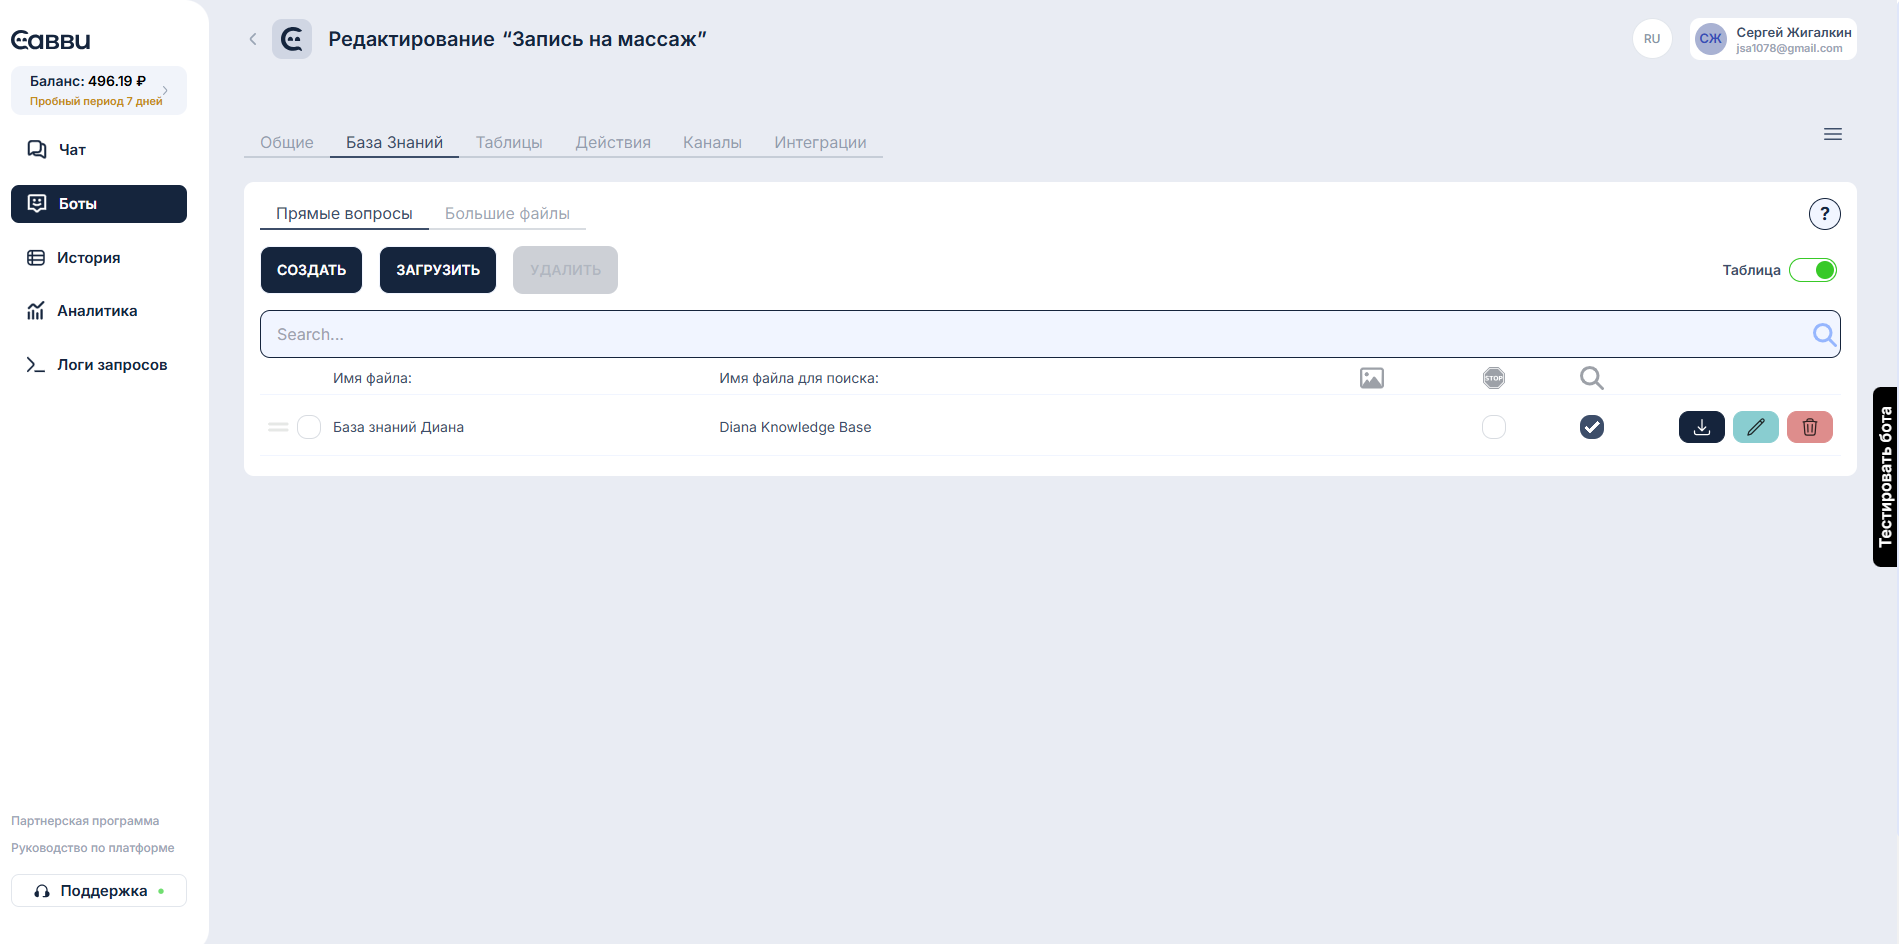 Савви
Баланс: 496.19 ₽
Пробный период 7 дней
Чат
Боты
История
Аналитика
Логи запросов
Партнерская программа
Руководство по платформе
Поддержка
Редактирование “Запись на массаж”
RU
СЖ
Сергей Жигалкин
jsa1078@gmail.com
Общие База Знаний Таблицы Действия Каналы Интеграции
Прямые вопросы Большие файлы
?
СОЗДАТЬ ЗАГРУЗИТЬ УДАЛИТЬ
Таблица
Search...
Имя файла: Имя файла для поиска: STOP
База знаний Диана Diana Knowledge Base
Тестировать бота